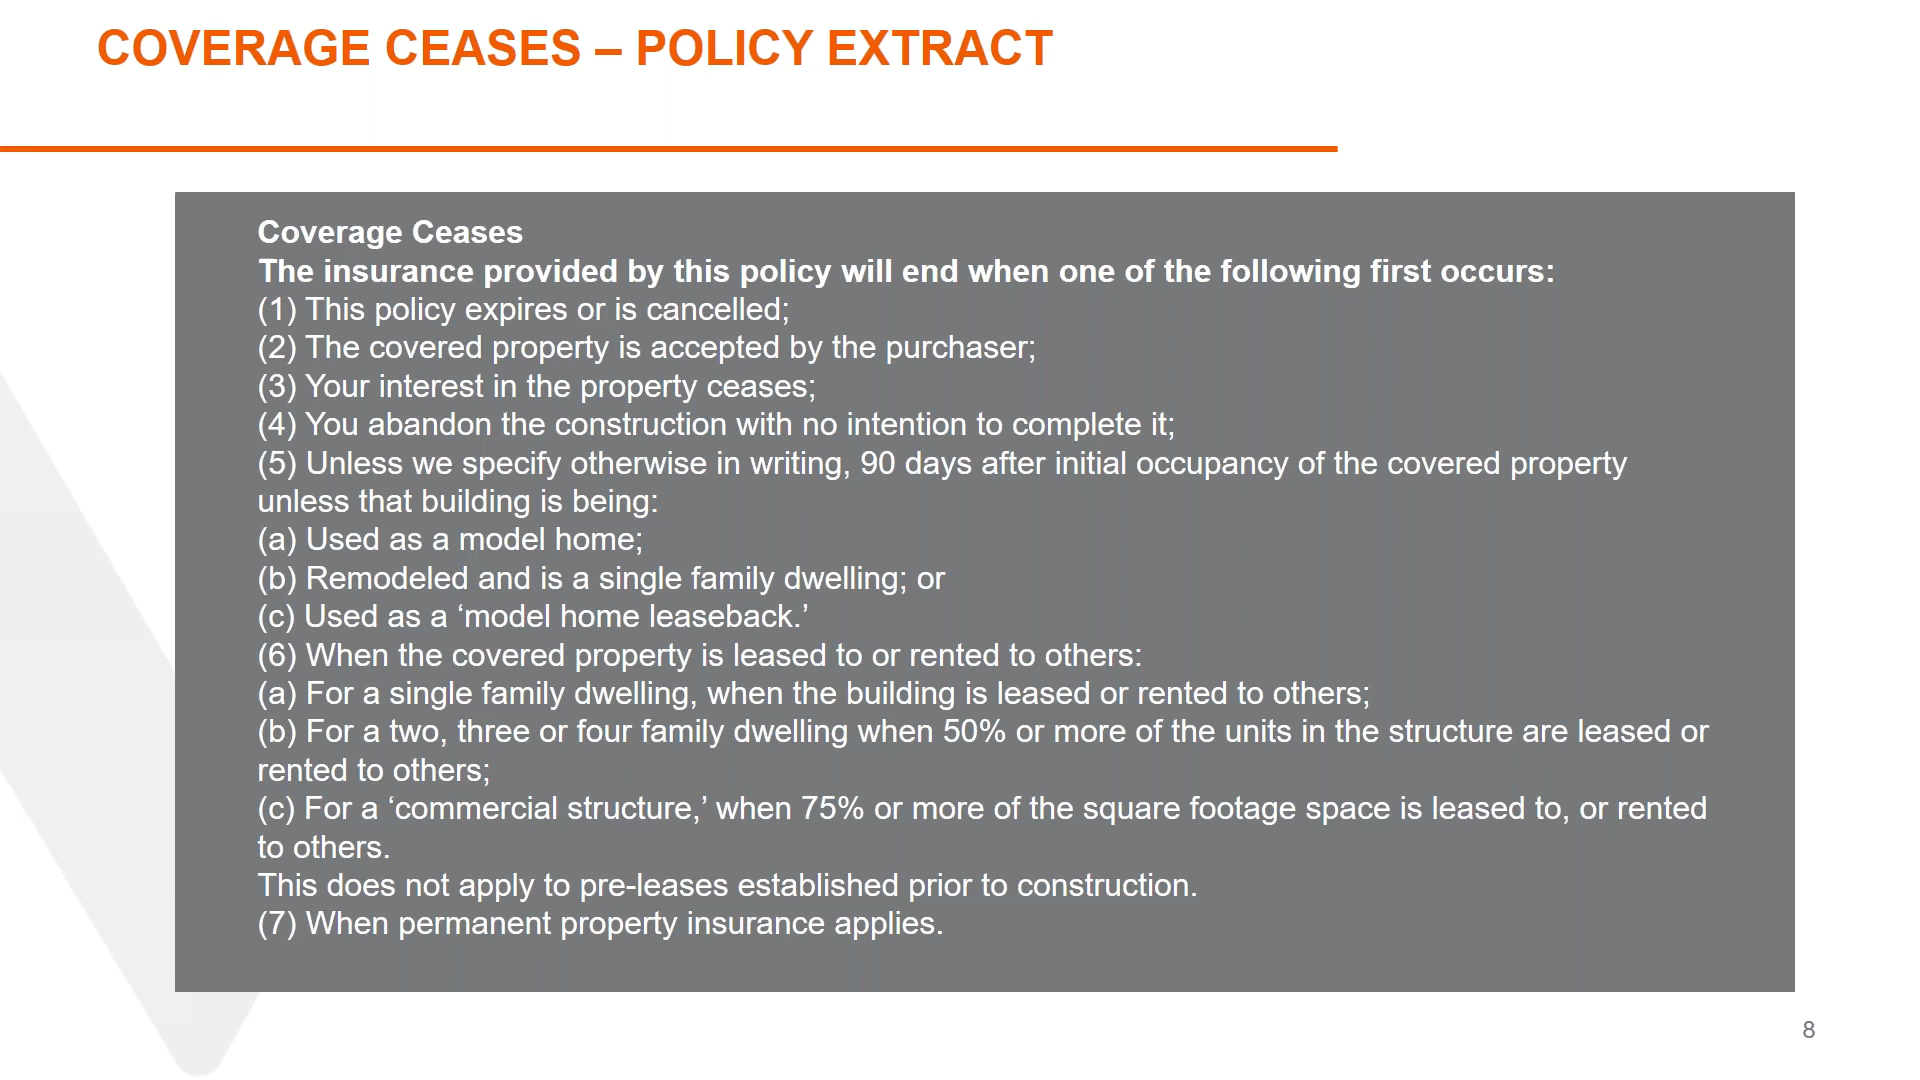 COVERAGE CEASES – POLICY EXTRACT
Coverage Ceases
The insurance provided by this policy will end when one of the following first occurs:
(1) This policy expires or is cancelled;
(2) The covered property is accepted by the purchaser;
(3) Your interest in the property ceases;
(4) You abandon the construction with no intention to complete it;
(5) Unless we specify otherwise in writing, 90 days after initial occupancy of the covered property
unless that building is being:
(a) Used as a model home;
(b) Remodeled and is a single family dwelling; or
(c) Used as a ‘model home leaseback.’
(6) When the covered property is leased to or rented to others:
(a) For a single family dwelling, when the building is leased or rented to others;
(b) For a two, three or four family dwelling when 50% or more of the units in the structure are leased or
rented to others;
(c) For a ‘commercial structure,’ when 75% or more of the square footage space is leased to, or rented
to others.
This does not apply to pre-leases established prior to construction.
(7) When permanent property insurance applies.
8